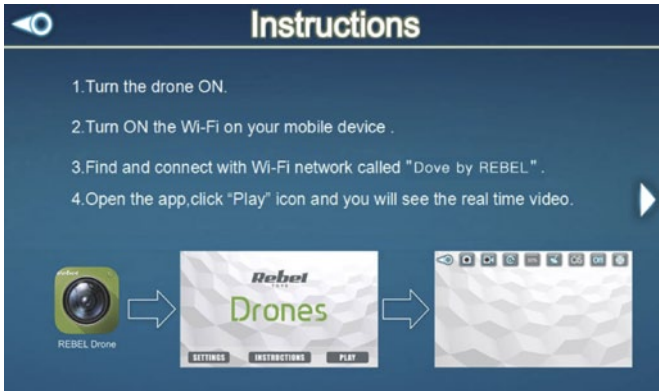 Instructions
1.Turn the drone ON.
2.Turn ON the Wi-Fi on your mobile device .
3.Find and connect with Wi-Fi network called "Dove by REBEL" .
4.Open the app,click “Play” icon and you will see the real time video.
Rebel
REBEL Drone
Rebel
TOYS
Drones
SETTINGS
INSTRUCTIONS
PLAY